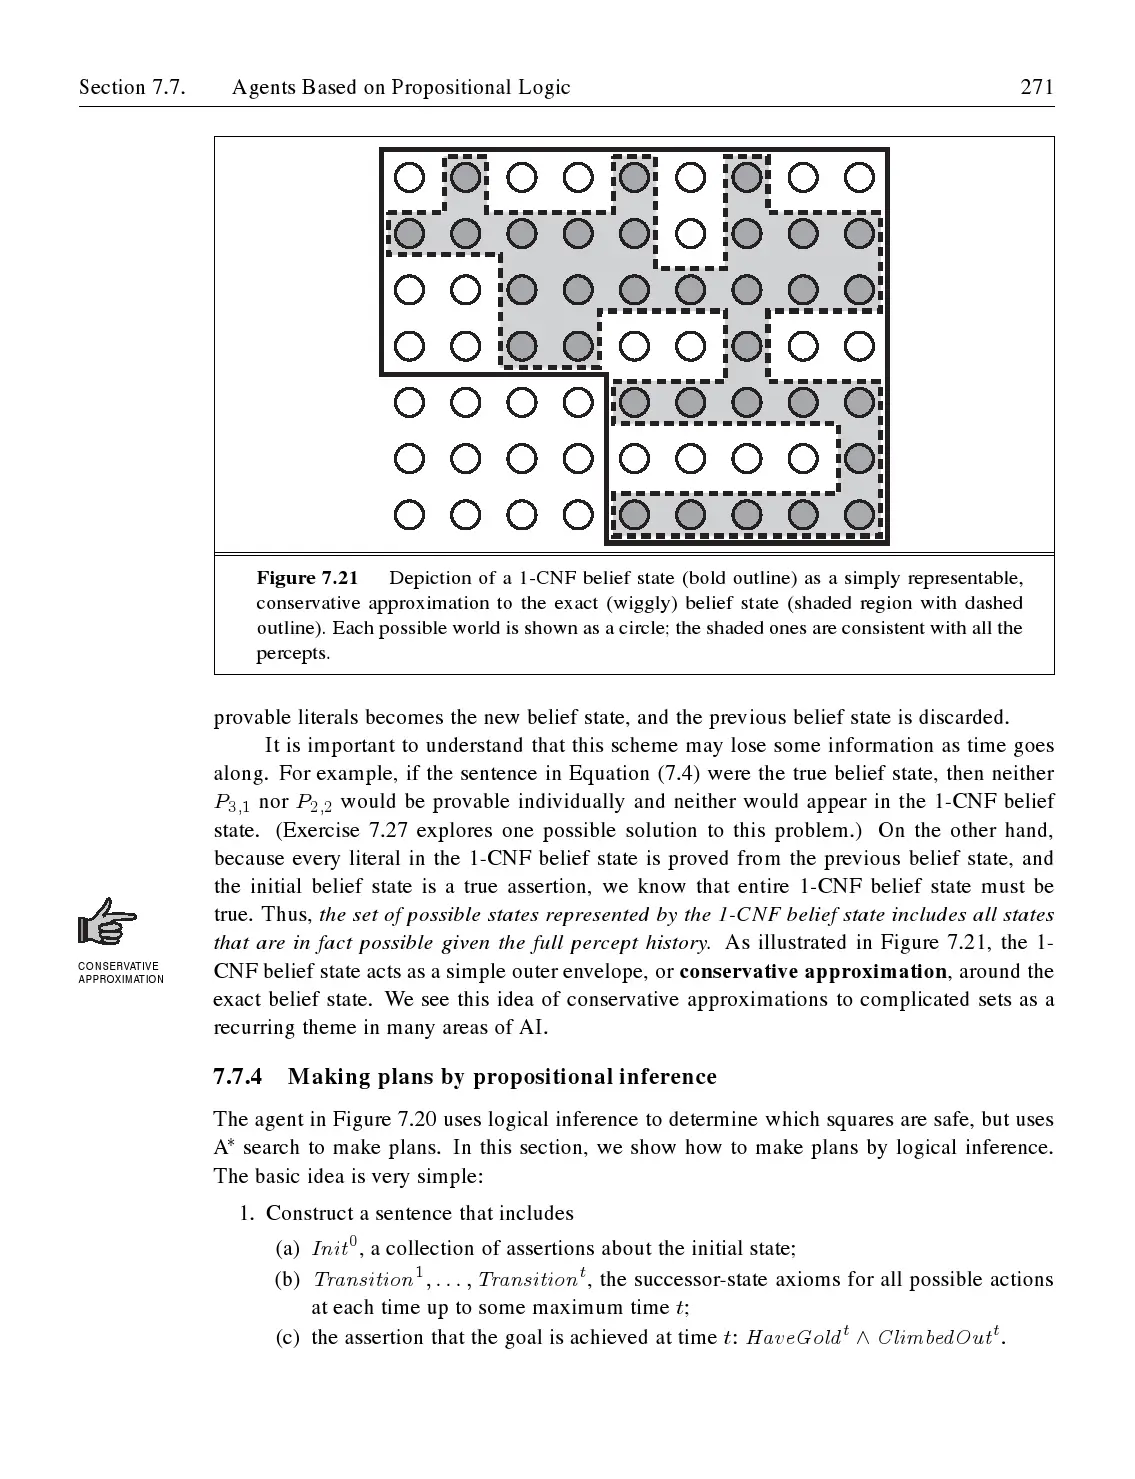 Section 7.7. Agents Based on Propositional Logic 271
Figure 7.21 Depiction of a 1-CNF belief state (bold outline) as a simply representable,
conservative approximation to the exact (wiggly) belief state (shaded region with dashed
outline). Each possible world is shown as a circle; the shaded ones are consistent with all the
percepts.
provable literals becomes the new belief state, and the previous belief state is discarded.
It is important to understand that this scheme may lose some information as time goes
along. For example, if the sentence in Equation (7.4) were the true belief state, then neither
P3,1 nor P2,2 would be provable individually and neither would appear in the 1-CNF belief
state. (Exercise 7.27 explores one possible solution to this problem.) On the other hand,
because every literal in the 1-CNF belief state is proved from the previous belief state, and
the initial belief state is a true assertion, we know that entire 1-CNF belief state must be
true. Thus, the set of possible states represented by the 1-CNF belief state includes all states
that are in fact possible given the full percept history. As illustrated in Figure 7.21, the 1-
CONSERVATIVE
APPROXIMATION
CNF belief state acts as a simple outer envelope, or conservative approximation, around the
exact belief state. We see this idea of conservative approximations to complicated sets as a
recurring theme in many areas of AI.
7.7.4 Making plans by propositional inference
The agent in Figure 7.20 uses logical inference to determine which squares are safe, but uses
A* search to make plans. In this section, we show how to make plans by logical inference.
The basic idea is very simple:
1. Construct a sentence that includes
(a) Init⁰, a collection of assertions about the initial state;
(b) Transition¹, . . . , Transitionᵗ, the successor-state axioms for all possible actions
at each time up to some maximum time t;
(c) the assertion that the goal is achieved at time t: HaveGoldᵗ ∧ ClimbedOutᵗ.